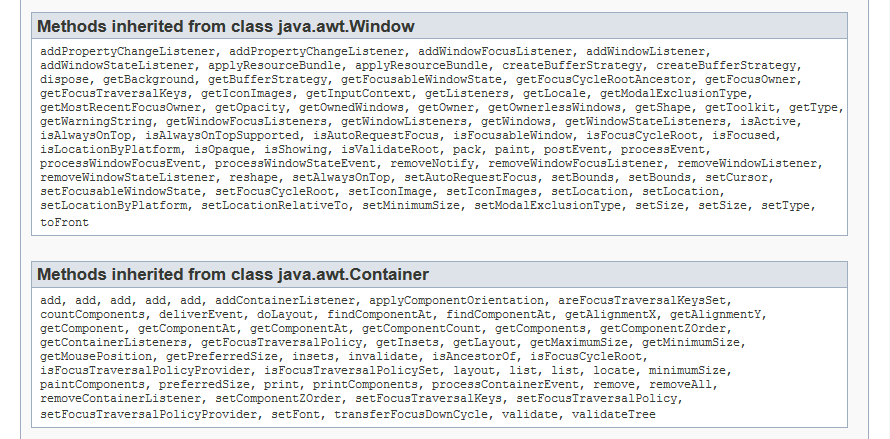 Methods inherited from class java.awt.Window
addPropertyChangeListener, addPropertyChangeListener, addWindowFocusListener, addWindowListener,
addWindowStateListener, applyResourceBundle, applyResourceBundle, createBufferStrategy, createBufferStrategy,
dispose, getBackground, getBufferStrategy, getFocusableWindowState, getFocusCycleRootAncestor, getFocusOwner,
getFocusTraversalKeys, getIconImages, getInputContext, getListeners, getLocale, getModalExclusionType,
getMostRecentFocusOwner, getOpacity, getOwnedWindows, getOwner, getOwnerlessWindows, getShape, getToolkit, getType,
getWarningString, getWindowFocusListeners, getWindowListeners, getWindows, getWindowStateListeners, isActive,
isAlwaysOnTop, isAlwaysOnTopSupported, isAutoRequestFocus, isFocusableWindow, isFocusCycleRoot, isFocused,
isLocationByPlatform, isOpaque, isShowing, isValidateRoot, pack, paint, postEvent, processEvent,
processWindowFocusEvent, processWindowStateEvent, removeNotify, removeWindowFocusListener, removeWindowListener,
removeWindowStateListener, reshape, setAlwaysOnTop, setAutoRequestFocus, setBounds, setBounds, setCursor,
setFocusableWindowState, setFocusCycleRoot, setIconImage, setIconImages, setLocation, setLocation,
setLocationByPlatform, setLocationRelativeTo, setMinimumSize, setModalExclusionType, setSize, setSize, setType,
toFront
Methods inherited from class java.awt.Container
add, add, add, add, add, addContainerListener, applyComponentOrientation, areFocusTraversalKeysSet,
countComponents, deliverEvent, doLayout, findComponentAt, findComponentAt, getAlignmentX, getAlignmentY,
getComponent, getComponentAt, getComponentAt, getComponentCount, getComponents, getComponentZOrder,
getContainerListeners, getFocusTraversalPolicy, getInsets, getLayout, getMaximumSize, getMinimumSize,
getMousePosition, getPreferredSize, insets, invalidate, isAncestorOf, isFocusCycleRoot,
isFocusTraversalPolicyProvider, isFocusTraversalPolicySet, layout, list, list, locate, minimumSize,
paintComponents, preferredSize, print, printComponents, processContainerEvent, remove, removeAll,
removeContainerListener, setComponentZOrder, setFocusTraversalKeys, setFocusTraversalPolicy,
setFocusTraversalPolicyProvider, setFont, transferFocusDownCycle, validate, validateTree